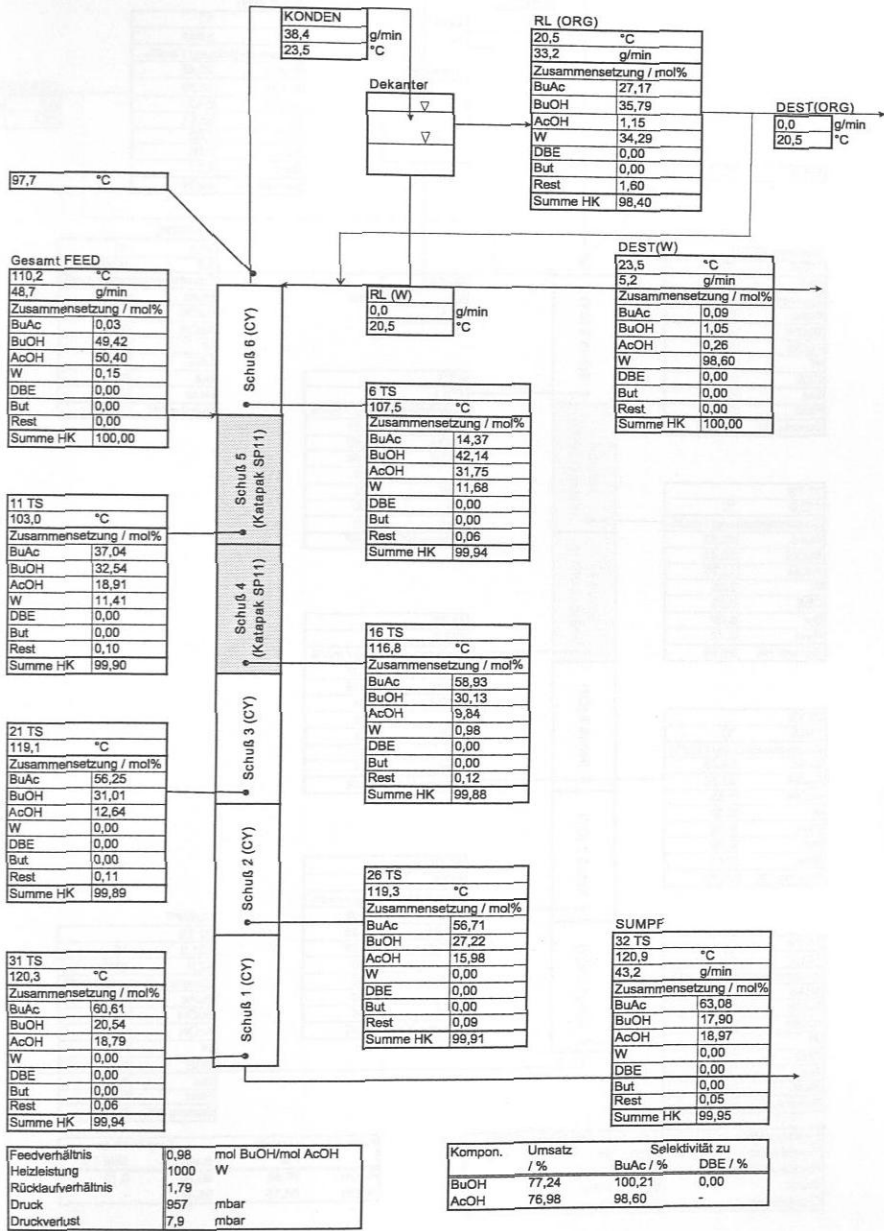 KONDEN
38,4 g/min
23,5 °C
Dekanter
RL (ORG)
20,5 °C
33,2 g/min
Zusammensetzung / mol%
BuAc 27,17
BuOH 35,79
AcOH 1,15
W 34,29
DBE 0,00
But 0,00
Rest 1,60
Summe HK 98,40
DEST(ORG)
0,0 g/min
20,5 °C
97,7 °C
Gesamt FEED
110,2 °C
48,7 g/min
Zusammensetzung / mol%
BuAc 0,03
BuOH 49,42
AcOH 50,40
W 0,15
DBE 0,00
But 0,00
Rest 0,00
Summe HK 100,00
RL (W)
0,0 g/min
20,5 °C
DEST(W)
23,5 °C
5,2 g/min
Zusammensetzung / mol%
BuAc 0,09
BuOH 1,05
AcOH 0,26
W 98,60
DBE 0,00
But 0,00
Rest 0,00
Summe HK 100,00
Schuß 6 (CY)
6 TS
107,5 °C
Zusammensetzung / mol%
BuAc 14,37
BuOH 42,14
AcOH 31,75
W 11,68
DBE 0,00
But 0,00
Rest 0,06
Summe HK 99,94
Schuß 5
(Katapak SP11)
11 TS
103,0 °C
Zusammensetzung / mol%
BuAc 37,04
BuOH 32,54
AcOH 18,91
W 11,41
DBE 0,00
But 0,00
Rest 0,10
Summe HK 99,90
Schuß 4
(Katapak SP11)
16 TS
116,8 °C
Zusammensetzung / mol%
BuAc 58,93
BuOH 30,13
AcOH 9,84
W 0,98
DBE 0,00
But 0,00
Rest 0,12
Summe HK 99,88
Schuß 3 (CY)
21 TS
119,1 °C
Zusammensetzung / mol%
BuAc 56,25
BuOH 31,01
AcOH 12,64
W 0,00
DBE 0,00
But 0,00
Rest 0,11
Summe HK 99,89
Schuß 2 (CY)
26 TS
119,3 °C
Zusammensetzung / mol%
BuAc 56,71
BuOH 27,22
AcOH 15,98
W 0,00
DBE 0,00
But 0,00
Rest 0,09
Summe HK 99,91
Schuß 1 (CY)
31 TS
120,3 °C
Zusammensetzung / mol%
BuAc 60,61
BuOH 20,54
AcOH 18,79
W 0,00
DBE 0,00
But 0,00
Rest 0,06
Summe HK 99,94
SUMPF
32 TS
120,9 °C
43,2 g/min
Zusammensetzung / mol%
BuAc 63,08
BuOH 17,90
AcOH 18,97
W 0,00
DBE 0,00
But 0,00
Rest 0,05
Summe HK 99,95
Feedverhältnis 0,98 mol BuOH/mol AcOH
Heizleistung 1000 W
Rücklaufverhältnis 1,79
Druck 957 mbar
Druckverlust 7,9 mbar
Kompon. Umsatz Selektivität zu
/ % BuAc / % DBE / %
BuOH 77,24 100,21 0,00
AcOH 76,98 98,60 -